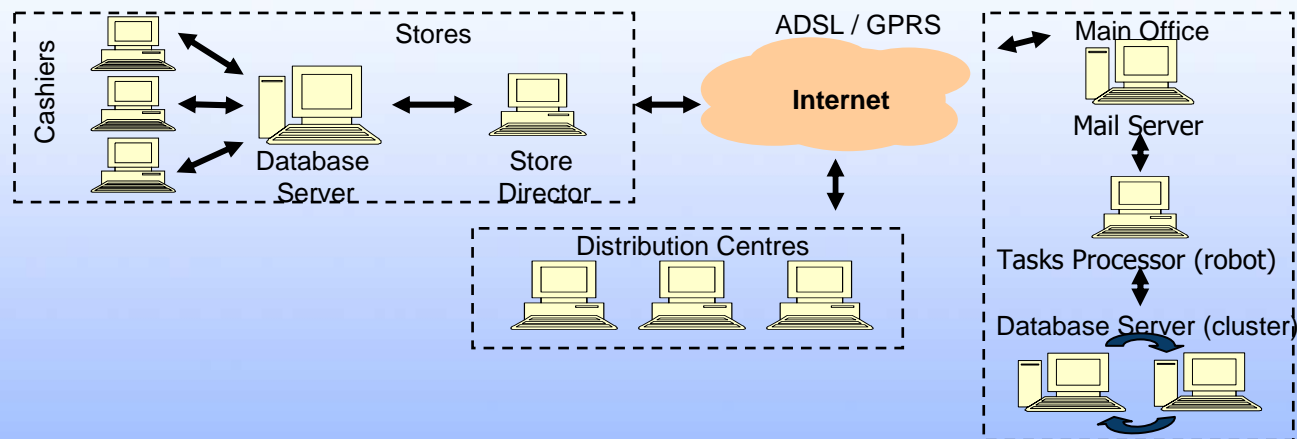 Stores
Cashiers
Database
Server
Store
Director
ADSL / GPRS
Internet
Distribution Centres
Main Office
Mail Server
Tasks Processor (robot)
Database Server (cluster)